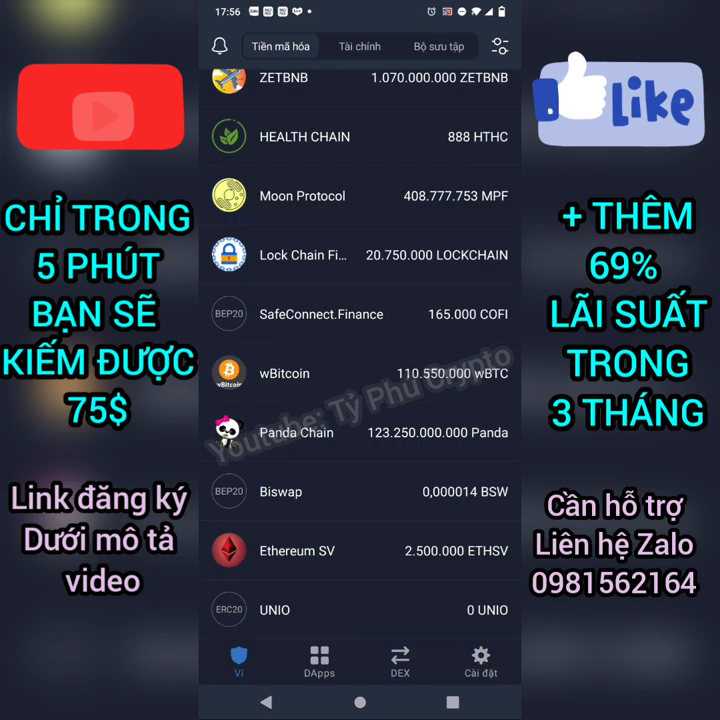 17:56
Tiền mã hóa
Tài chính
Bộ sưu tập
ZETBNB 1.070.000.000 ZETBNB
HEALTH CHAIN 888 HTHC
Moon Protocol 408.777.753 MPF
Lock Chain Fi... 20.750.000 LOCKCHAIN
BEP20 SafeConnect.Finance 165.000 COFI
wBitcoin wBitcoin 110.550.000 wBTC
Youtube: Tỷ Phú Crypto
Panda Chain 123.250.000.000 Panda
BEP20 Biswap 0,000014 BSW
Ethereum SV 2.500.000 ETHSV
ERC20 UNIO 0 UNIO
Ví
DApps
DEX
Cài đặt
CHỈ TRONG
5 PHÚT
BẠN SẼ
KIẾM ĐƯỢC
75$
Link đăng ký
Dưới mô tả
video
Like
+ THÊM
69%
LÃI SUẤT
TRONG
3 THÁNG
Cần hỗ trợ
Liên hệ Zalo
0981562164